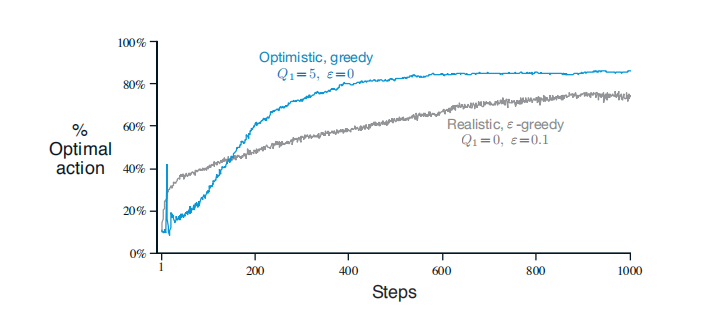 100%
80%
60%
40%
20%
0%
%
Optimal
action
Optimistic, greedy
Q₁=5, ε=0
Realistic, ε-greedy
Q₁=0, ε=0.1
1
200
400
600
800
1000
Steps